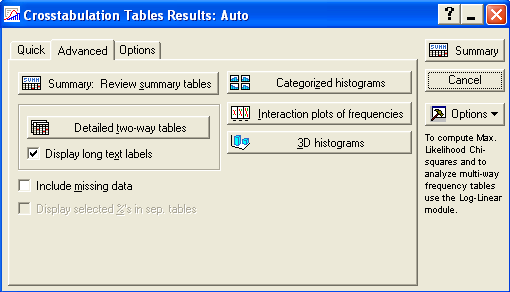 Crosstabulation Tables Results: Auto
?
Quick
Advanced
Options
Summary
Summary: Review summary tables
Categorized histograms
Cancel
Interaction plots of frequencies
Options
Detailed two-way tables
3D histograms
Display long text labels
To compute Max.
Likelihood Chi-
squares and to
analyze multi-way
frequency tables
use the Log-Linear
module.
Include missing data
Display selected %'s in sep. tables